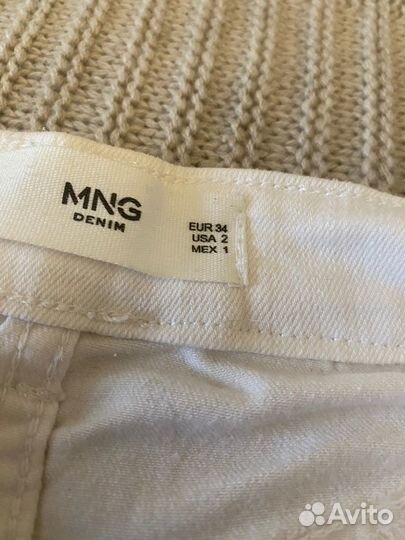 MNG
DENIM
EUR 34
USA 2
MEX 1
Avito